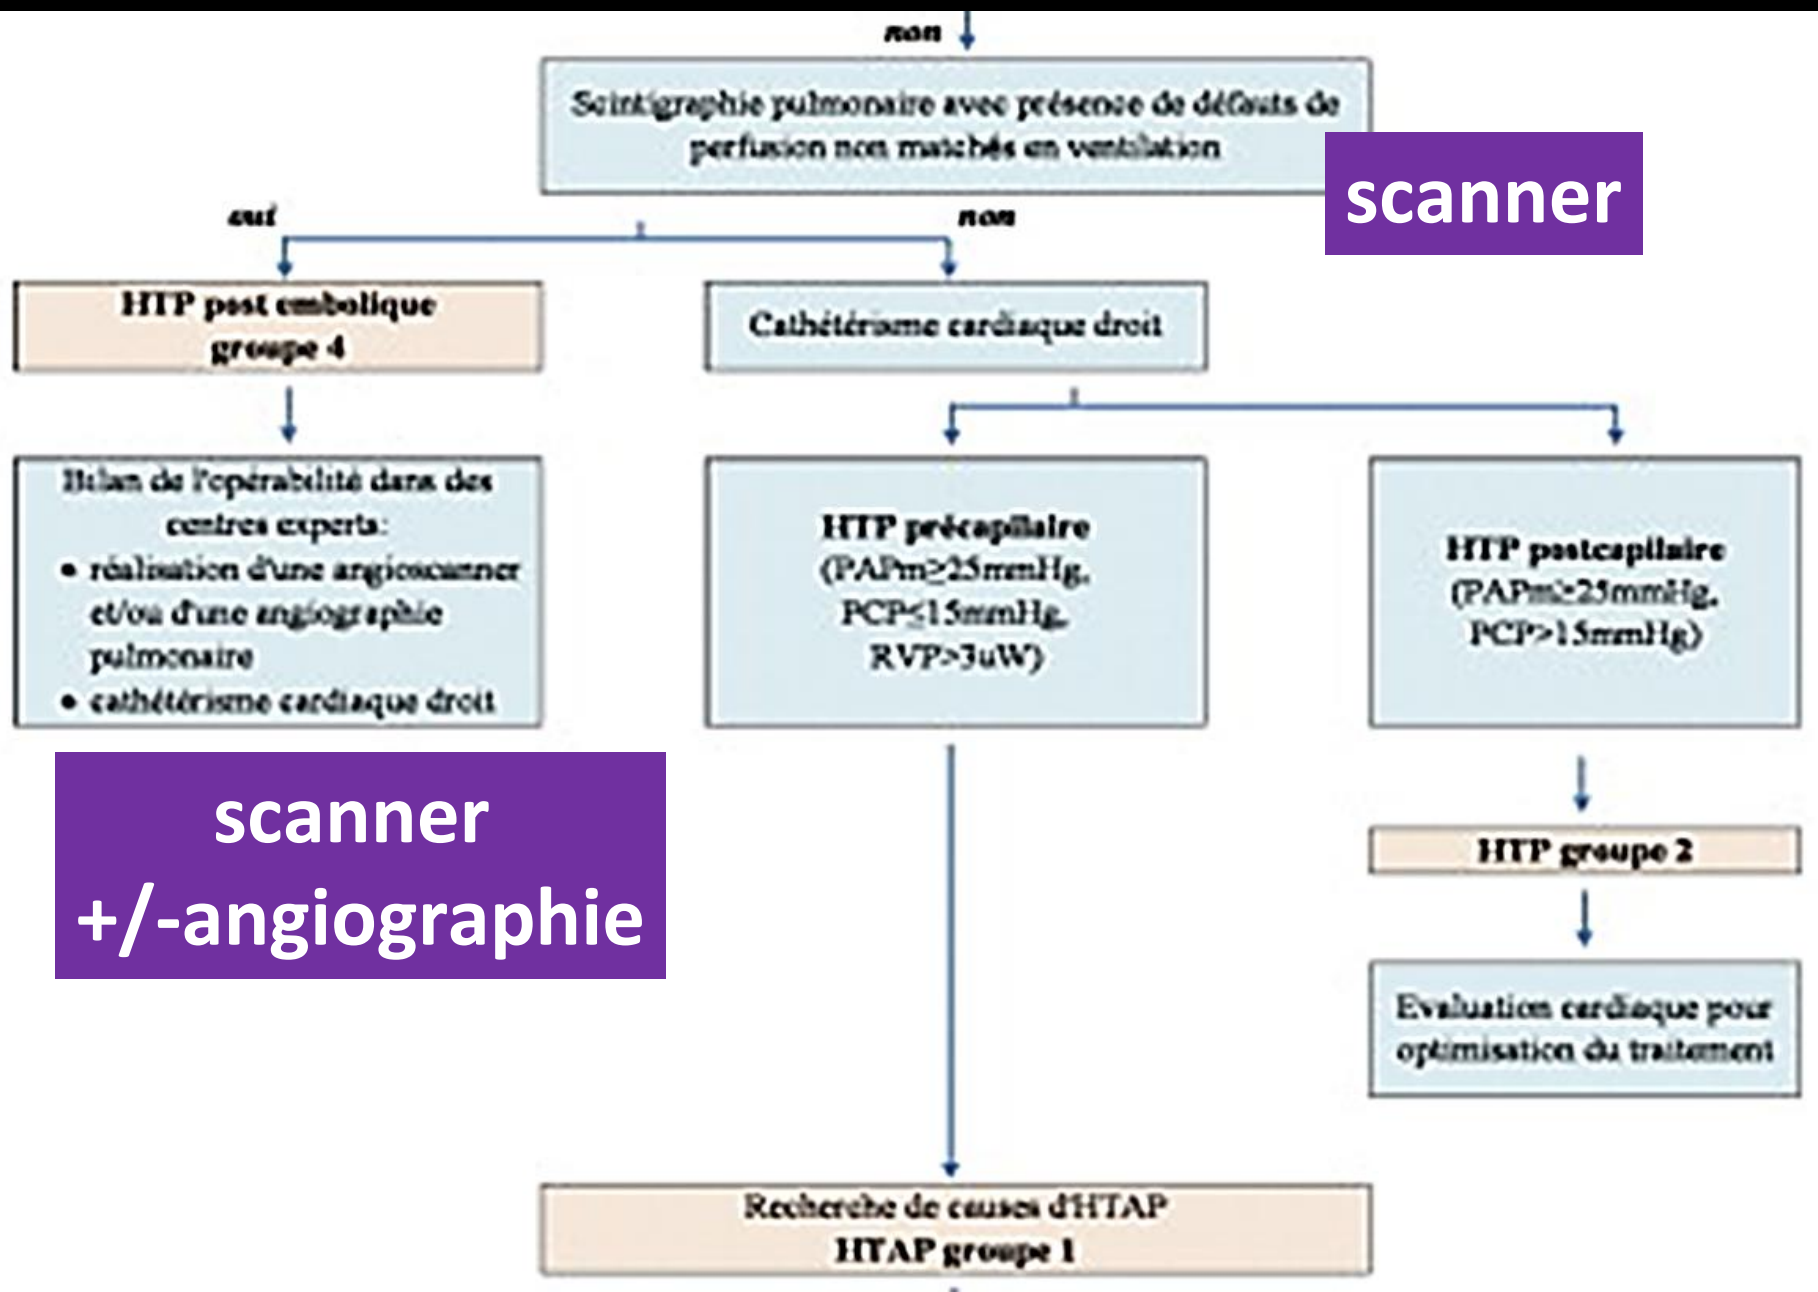 non
Scintigraphie pulmonaire avec présence de défauts de
perfusion non matchés en ventilation
scanner
oui
non
HTP post embolique
groupe 4
Cathétérisme cardiaque droit
Bilan de l'opérabilité dans des
centres experts:
• réalisation d'une angioscanner
et/ou d'une angiographie
pulmonaire
• cathétérisme cardiaque droit
HTP précapilaire
(PAPm≥25mmHg,
PCP≤15mmHg,
RVP>3uW)
HTP postcapilaire
(PAPm≥25mmHg,
PCP>15mmHg)
scanner
+/-angiographie
HTP groupe 2
Evaluation cardiaque pour
optimisation du traitement
Recherche de causes d'HTAP
HTAP groupe 1